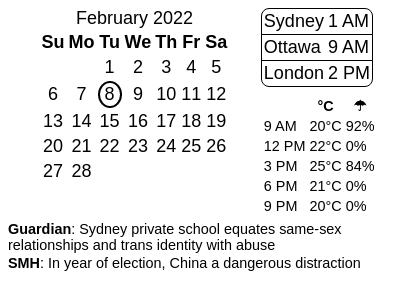 February 2022
Su Mo Tu We Th Fr Sa
1 2 3 4 5
6 7 8 9 10 11 12
13 14 15 16 17 18 19
20 21 22 23 24 25 26
27 28
Sydney 1 AM
Ottawa 9 AM
London 2 PM
°C ☂
9 AM 20°C 92%
12 PM 22°C 0%
3 PM 25°C 84%
6 PM 21°C 0%
9 PM 20°C 0%
Guardian: Sydney private school equates same-sex
relationships and trans identity with abuse
SMH: In year of election, China a dangerous distraction